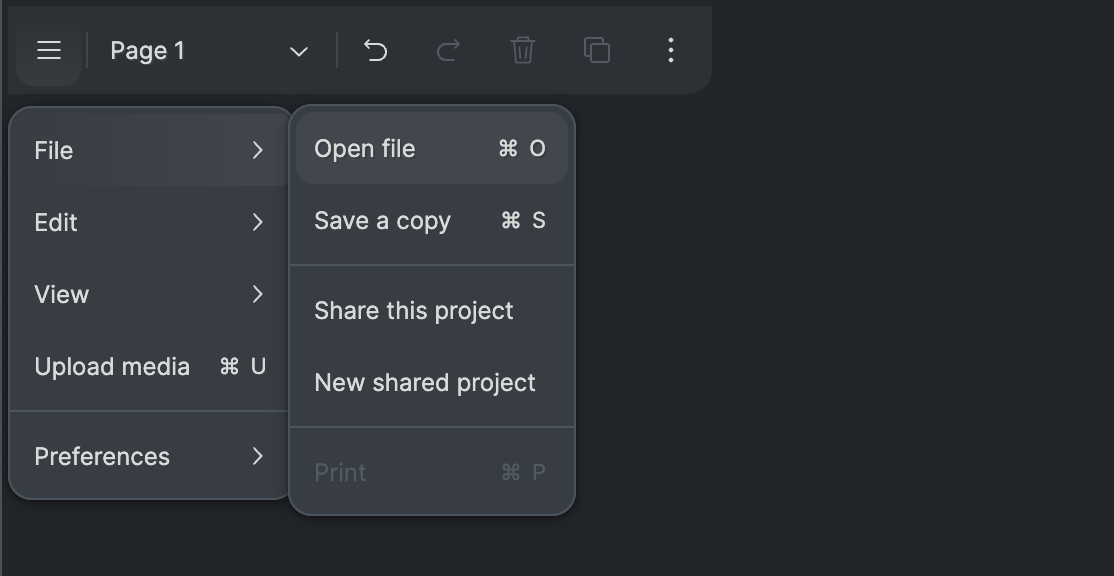 Page 1
File
Edit
View
Upload media ⌘ U
Preferences
Open file ⌘ O
Save a copy ⌘ S
Share this project
New shared project
Print ⌘ P